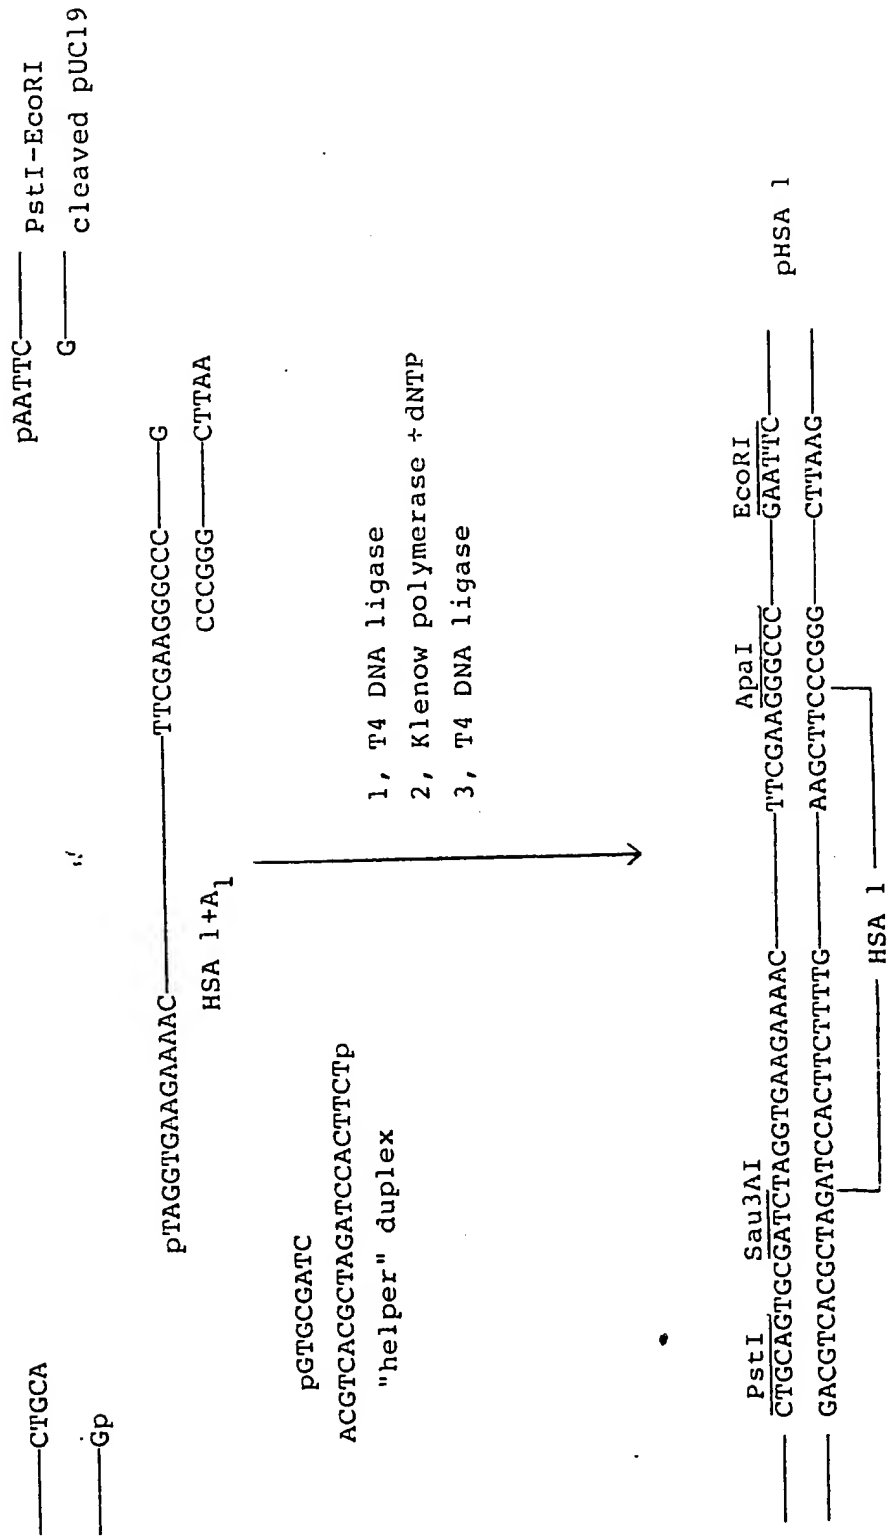 pAATTC
PstI-EcoRI
G
cleaved pUC19
CTGCA
Gp
pTAGGTGAAGAAAAC
TTCGAAGGGCCC
G
HSA 1+A1
CCCGGG
CTTAA
pGTGCGATC
ACGTCACGCTAGATCCACTTCTp
"helper" duplex
1, T4 DNA ligase
2, Klenow polymerase +dNTP
3, T4 DNA ligase
PstI
Sau3AI
ApaI
EcoRI
CTGCAGTGCGATCTAGGTGAAGAAAAC
TTCGAAGGGCCC
GAATTC
pHSA 1
GACGTCACGCTAGATCCACTTCTTTTG
AAGCTTCCCGGG
CTTAAG
HSA 1